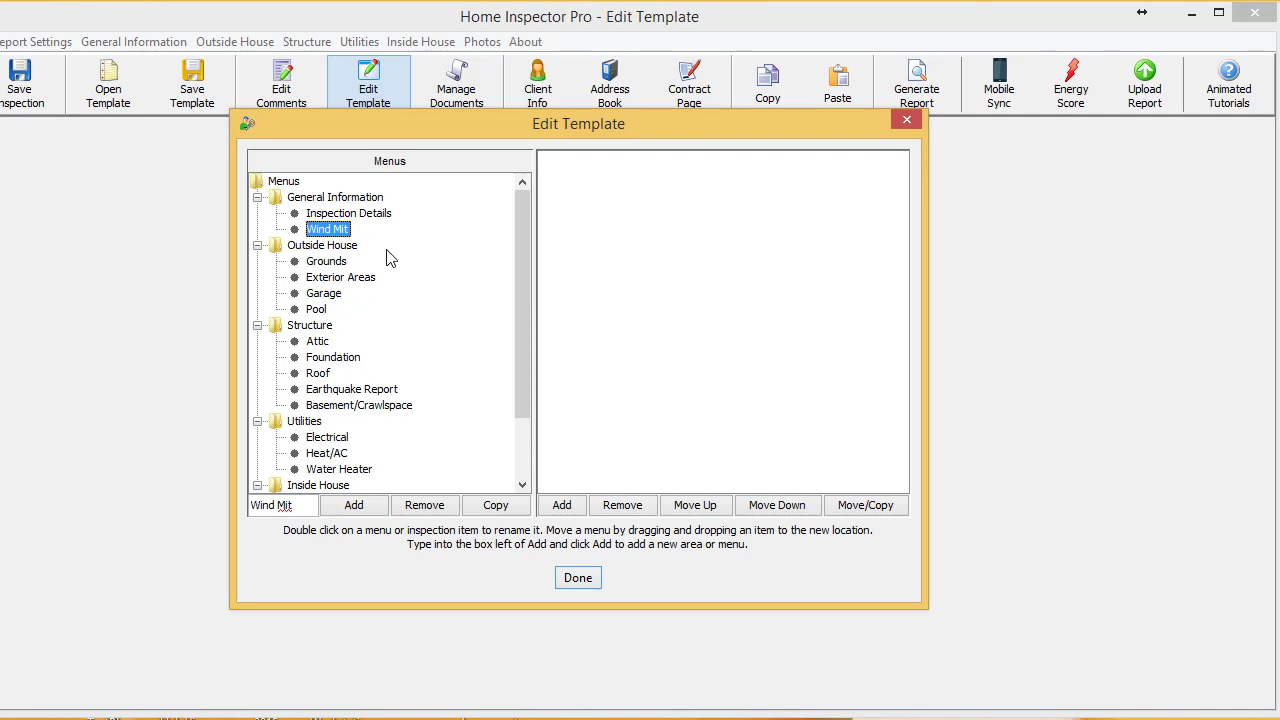 Home Inspector Pro - Edit Template
eport Settings General Information Outside House Structure Utilities Inside House Photos About
Save nspection
Open Template
Save Template
Edit Comments
Edit Template
Manage Documents
Client Info
Address Book
Contract Page
Copy
Paste
Generate Report
Mobile Sync
Energy Score
Upload Report
Animated Tutorials
Edit Template
Menus
Menus
General Information
Inspection Details
Wind Mit
Outside House
Grounds
Exterior Areas
Garage
Pool
Structure
Attic
Foundation
Roof
Earthquake Report
Basement/Crawlspace
Utilities
Electrical
Heat/AC
Water Heater
Inside House
Wind Mit Add Remove Copy Add Remove Move Up Move Down Move/Copy
Double click on a menu or inspection item to rename it. Move a menu by dragging and dropping an item to the new location.
Type into the box left of Add and click Add to add a new area or menu.
Done